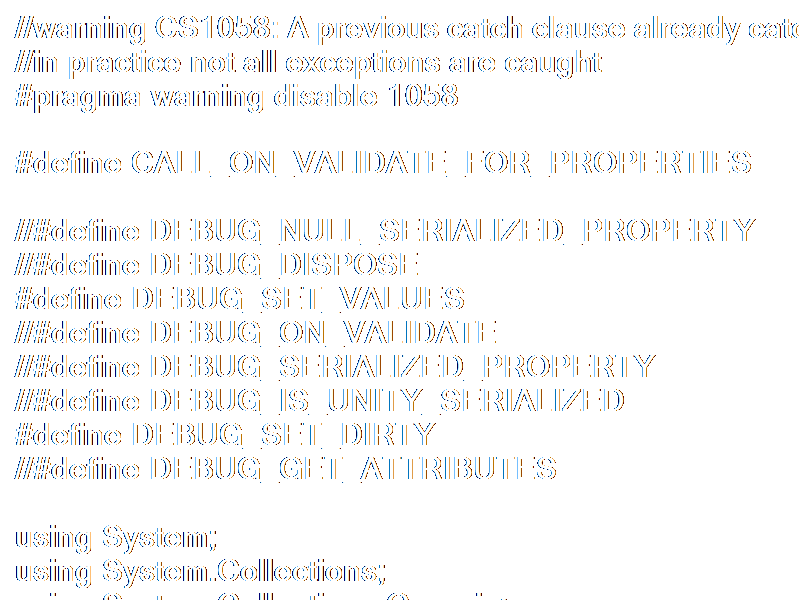 //warning CS1058: A previous catch clause already catc
//in practice not all exceptions are caught
#pragma warning disable 1058
#define CALL_ON_VALIDATE_FOR_PROPERTIES
///#define DEBUG_NULL_SERIALIZED_PROPERTY
///#define DEBUG_DISPOSE
#define DEBUG_SET_VALUES
///#define DEBUG_ON_VALIDATE
///#define DEBUG_SERIALIZED_PROPERTY
///#define DEBUG_IS_UNITY_SERIALIZED
#define DEBUG_SET_DIRTY
///#define DEBUG_GET_ATTRIBUTES
using System;
using System.Collections;